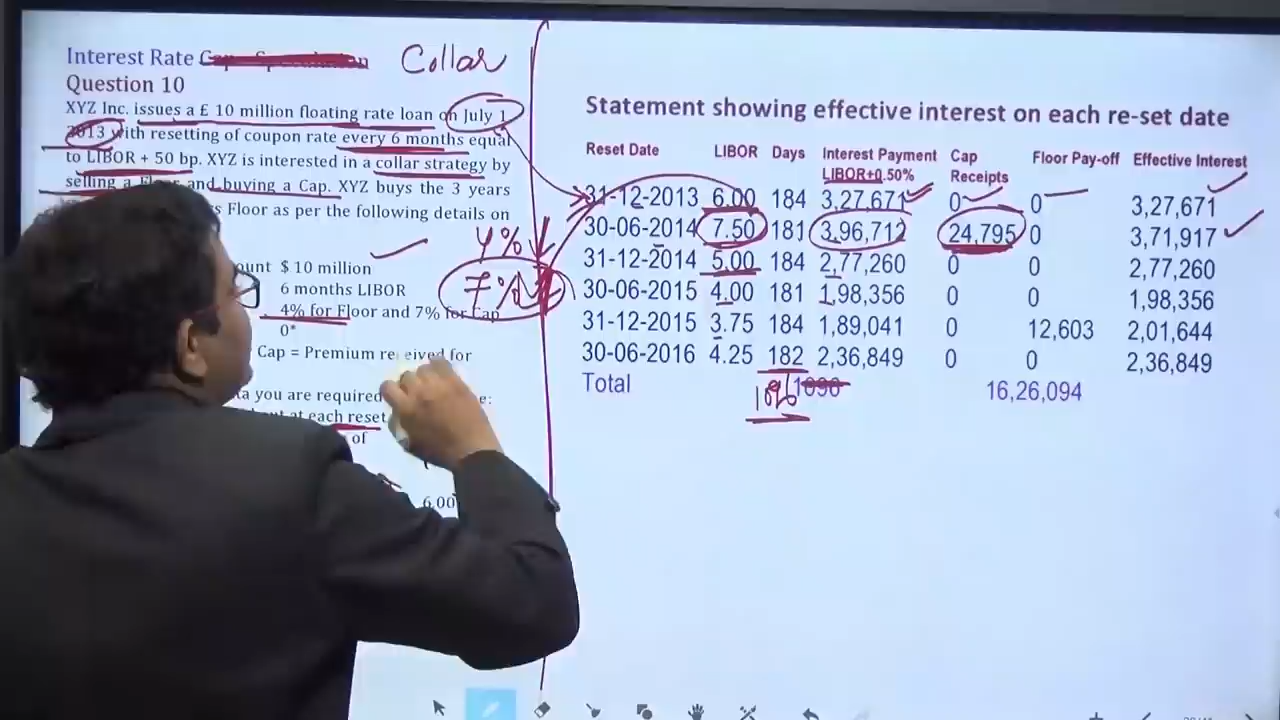 Interest Rate Collar
Question 10
XYZ Inc. issues a £ 10 million floating rate loan on July 1
2013 with resetting of coupon rate every 6 months equal
to LIBOR + 50 bp. XYZ is interested in a collar strategy by
selling a Floor and buying a Cap. XYZ buys the 3 years
Floor as per the following details on
$ 10 million
6 months LIBOR
4% for Floor and 7% for Cap
0*
Cap = Premium received for
you are required
at each reset
of
6.00
4%
7%
Statement showing effective interest on each re-set date
Reset Date LIBOR Days Interest Payment LIBOR+0.50% Cap Receipts Floor Pay-off Effective Interest
31-12-2013 6.00 184 3,27,671 0 0 3,27,671
30-06-2014 7.50 181 3,96,712 24,795 0 3,71,917
31-12-2014 5.00 184 2,77,260 0 0 2,77,260
30-06-2015 4.00 181 1,98,356 0 0 1,98,356
31-12-2015 3.75 184 1,89,041 0 12,603 2,01,644
30-06-2016 4.25 182 2,36,849 0 0 2,36,849
Total 1096 16,26,094